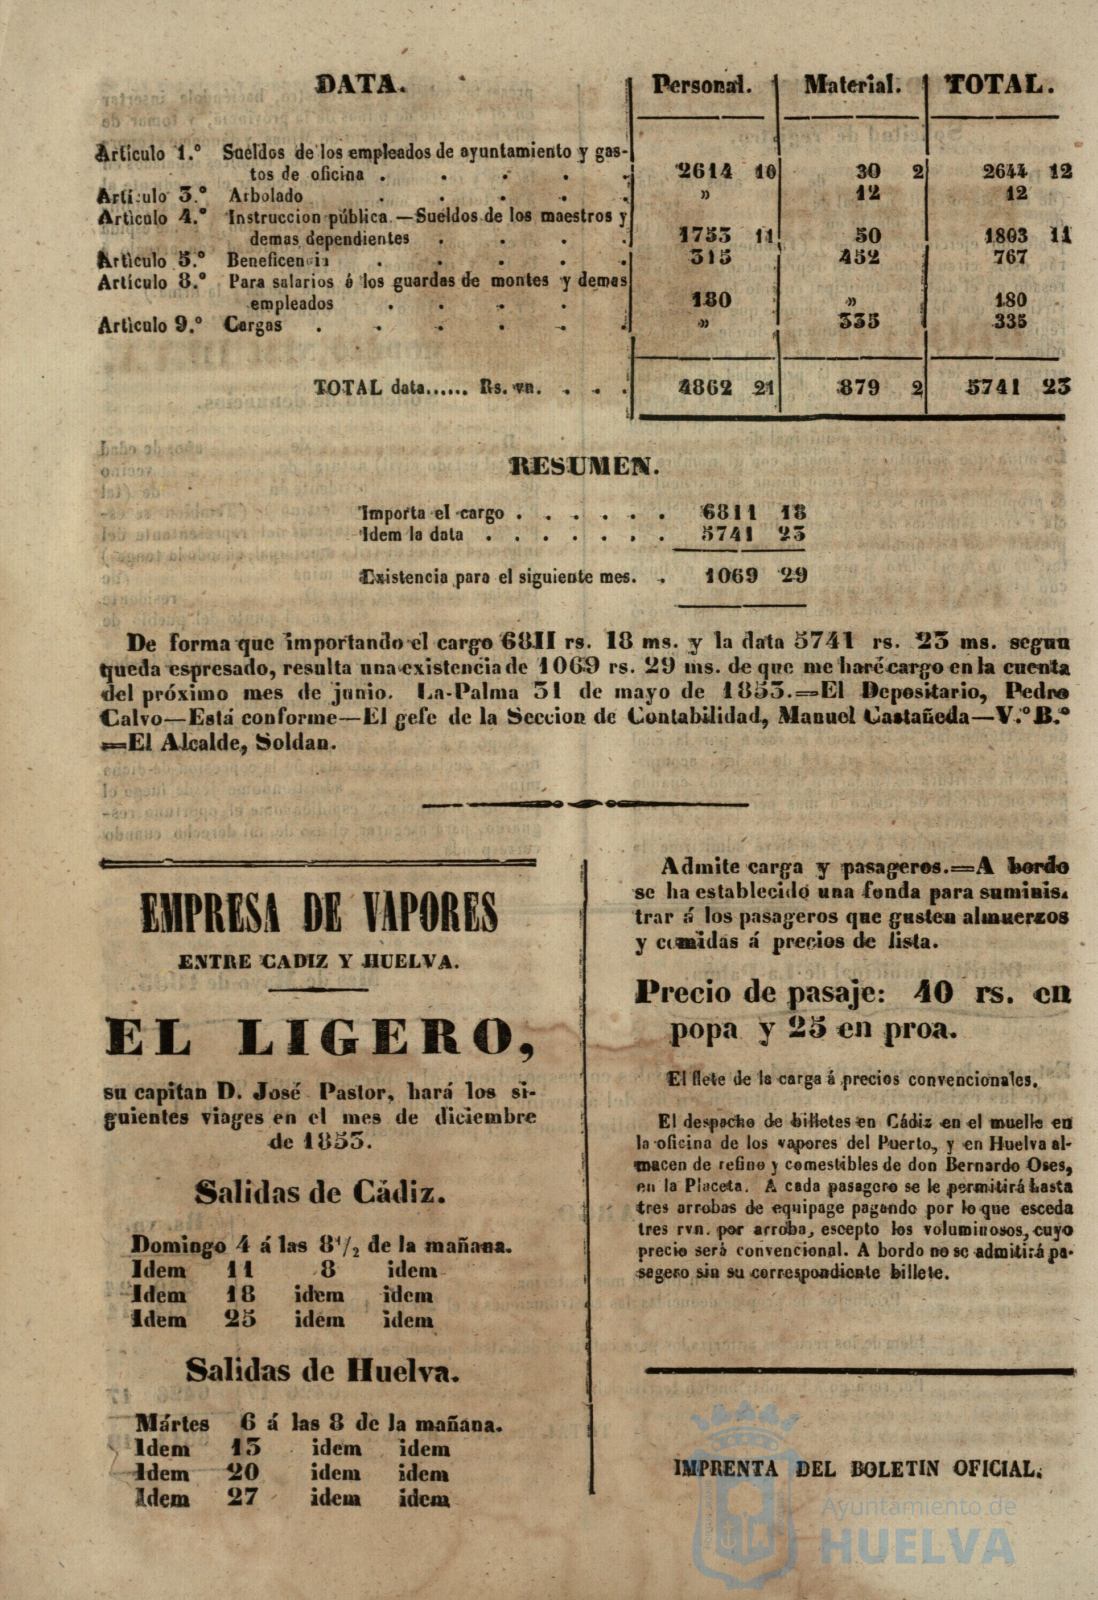 DATA. Personal. Material. TOTAL.
Artículo 1.º Sueldos de los empleados de ayuntamiento y gas-
tos de oficina . . . . . 2614 10 30 2 2644 12
Artículo 3.º Arbolado . . . . . » 12 12
Artículo 4.º Instruccion pública.—Sueldos de los maestros y
demas dependientes . . . . 1753 11 50 1803 11
Artículo 5.º Beneficencia . . . . . 315 452 767
Artículo 8.º Para salarios á los guardas de montes y demas
empleados . . . . 180 » 180
Artículo 9.º Cargas . . . . . . » 335 335
TOTAL data...... Rs. vn. . . . 4862 21 879 2 5741 23
RESUMEN.
Importa el cargo . . . . . . 6811 18
Idem la data . . . . . . . 5741 23
Existencia para el siguiente mes. . 1069 29
De forma que importando el cargo 6811 rs. 18 ms. y la data 5741 rs. 23 ms. segun
queda espresado, resulta una existencia de 1069 rs. 29 ms. de que me haré cargo en la cuenta
del próximo mes de junio. La-Palma 31 de mayo de 1853.=El Depositario, Pedro
Calvo—Está conforme—El gefe de la Seccion de Contabilidad, Manuel Castañeda—V.º B.º
=El Alcalde, Soldan.
EMPRESA DE VAPORES
ENTRE CADIZ Y HUELVA.
EL LIGERO,
su capitan D. José Pastor, hará los si-
guientes viages en el mes de diciembre
de 1853.
Salidas de Cádiz.
Domingo 4 á las 8 1/2 de la mañana.
Idem 11 8 idem
Idem 18 idem idem
Idem 25 idem idem
Salidas de Huelva.
Mártes 6 á las 8 de la mañana.
Idem 13 idem idem
Idem 20 idem idem
Idem 27 idem idem
Admite carga y pasageros.=A bordo
se ha establecido una fonda para suminis-
trar á los pasageros que gusten almuerzos
y comidas á precios de lista.
Precio de pasaje: 40 rs. en
popa y 25 en proa.
El flete de la carga á precios convencionales.
El despacho de billetes en Cádiz en el muelle en
la oficina de los vapores del Puerto, y en Huelva al-
macen de refino y comestibles de don Bernardo Oses,
en la Placeta. A cada pasagero se le permitirá hasta
tres arrobas de equipage pagando por lo que esceda
tres rvn. por arroba, escepto los voluminosos, cuyo
precio será convencional. A bordo no se admitirá pa-
sagero sin su correspondiente billete.
IMPRENTA DEL BOLETIN OFICIAL.
Ayuntamiento de
HUELVA